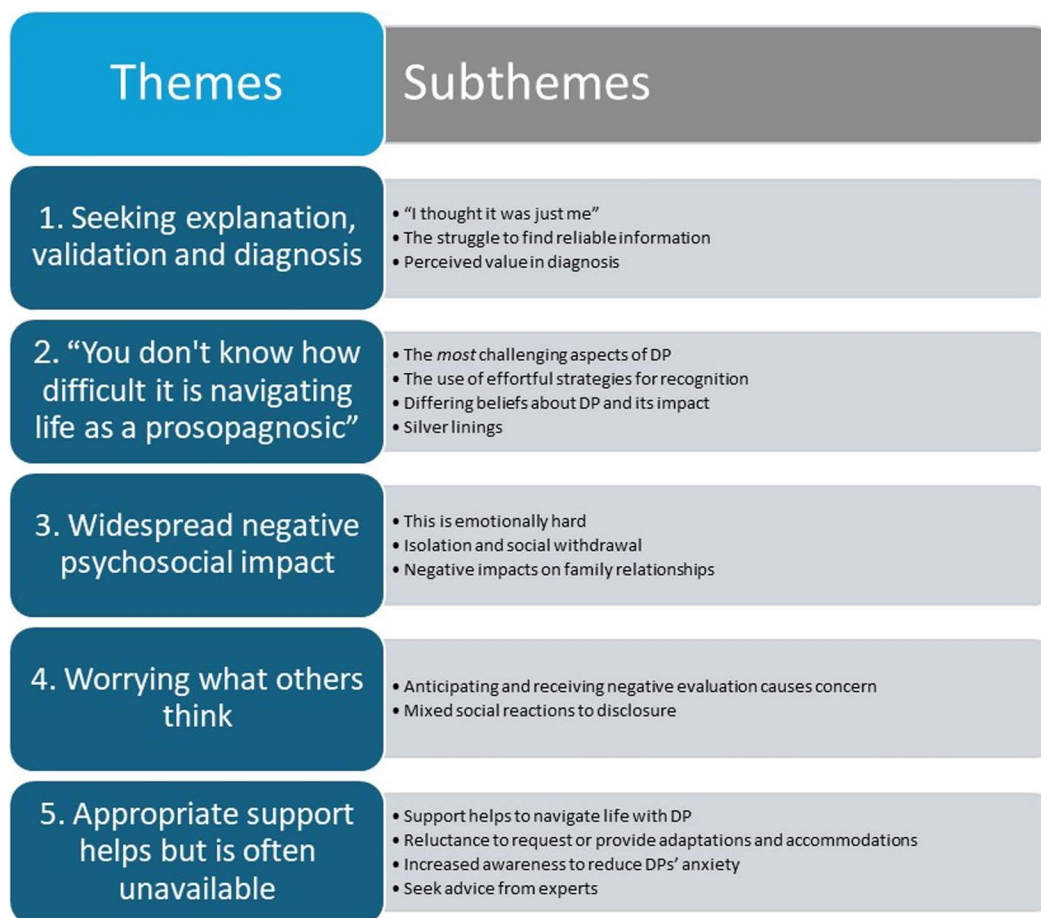 Themes
Subthemes
1. Seeking explanation,
validation and diagnosis
• “I thought it was just me”
• The struggle to find reliable information
• Perceived value in diagnosis
2. “You don't know how
difficult it is navigating
life as a prosopagnosic”
• The most challenging aspects of DP
• The use of effortful strategies for recognition
• Differing beliefs about DP and its impact
• Silver linings
3. Widespread negative
psychosocial impact
• This is emotionally hard
• Isolation and social withdrawal
• Negative impacts on family relationships
4. Worrying what others
think
• Anticipating and receiving negative evaluation causes concern
• Mixed social reactions to disclosure
5. Appropriate support
helps but is often
unavailable
• Support helps to navigate life with DP
• Reluctance to request or provide adaptations and accommodations
• Increased awareness to reduce DPs’ anxiety
• Seek advice from experts